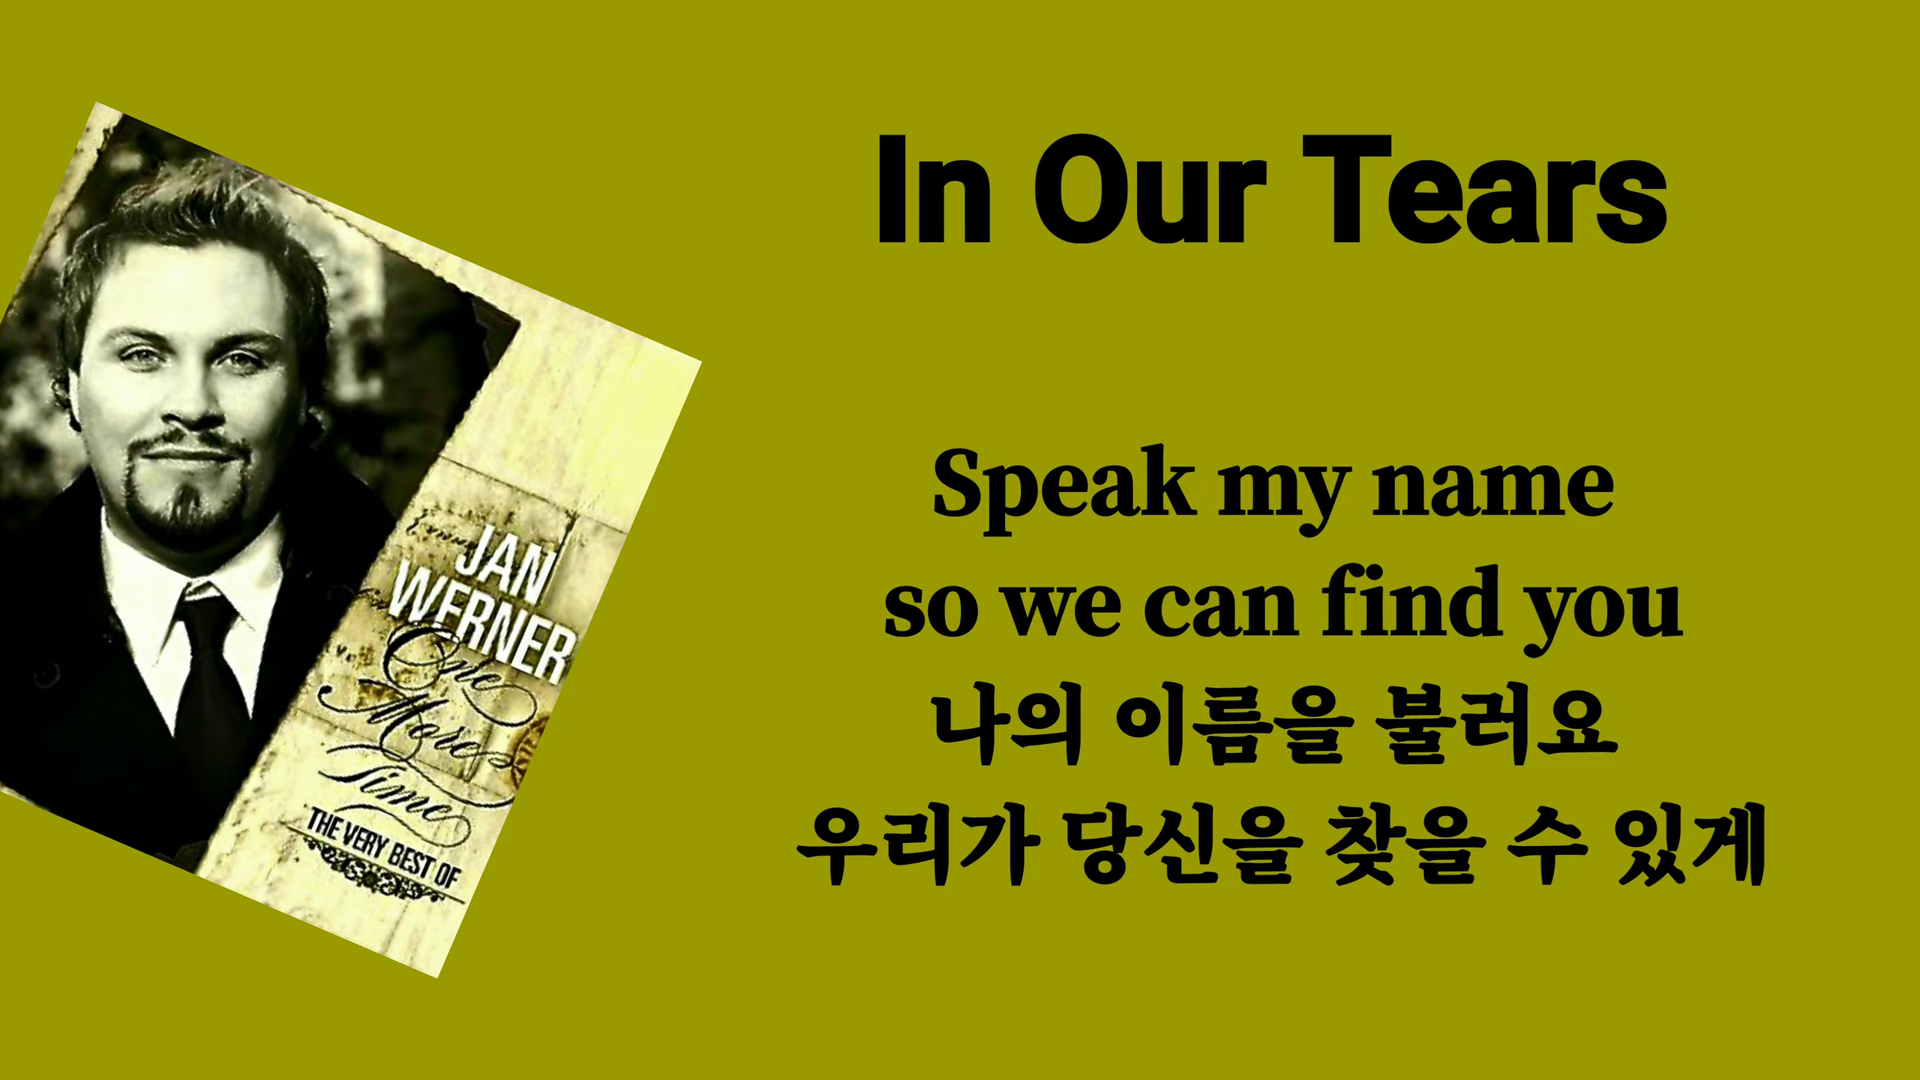 In Our Tears
Speak my name
so we can find you
나의 이름을 불러요
우리가 당신을 찾을 수 있게
JAN
WERNER
One
More
Time
THE VERY BEST OF